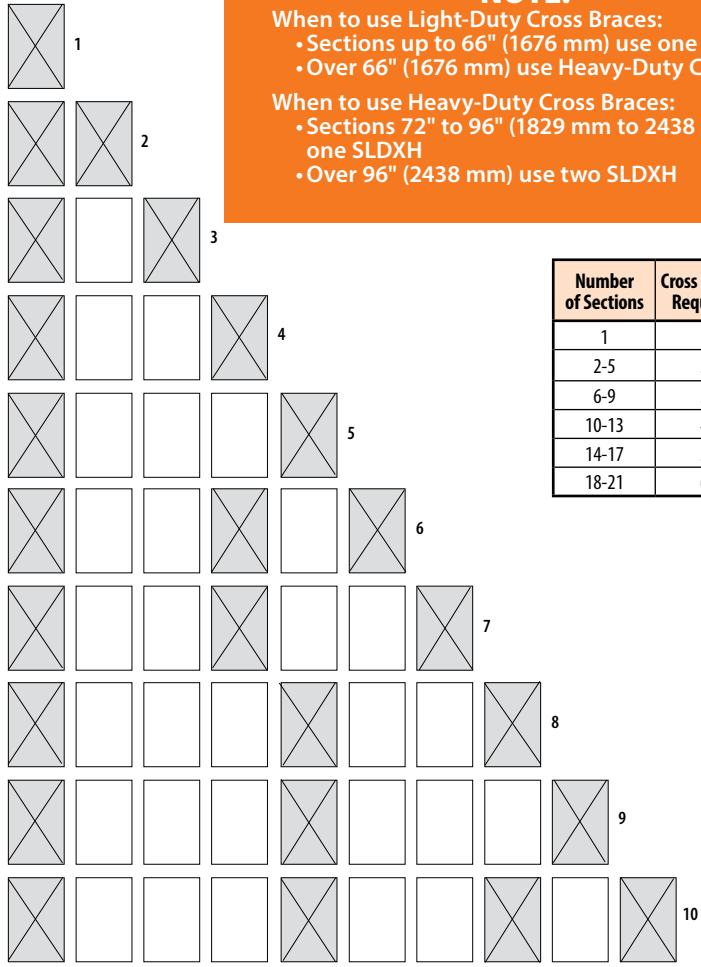 NOTE:
When to use Light-Duty Cross Braces:
• Sections up to 66" (1676 mm) use one
• Over 66" (1676 mm) use Heavy-Duty
When to use Heavy-Duty Cross Braces:
• Sections 72" to 96" (1829 mm to 2438
one SLDXH
• Over 96" (2438 mm) use two SLDXH
1
2
3
4
5
6
7
8
9
10
Number
of Sections
Cross
1
2-5
6-9
10-13
14-17
18-21